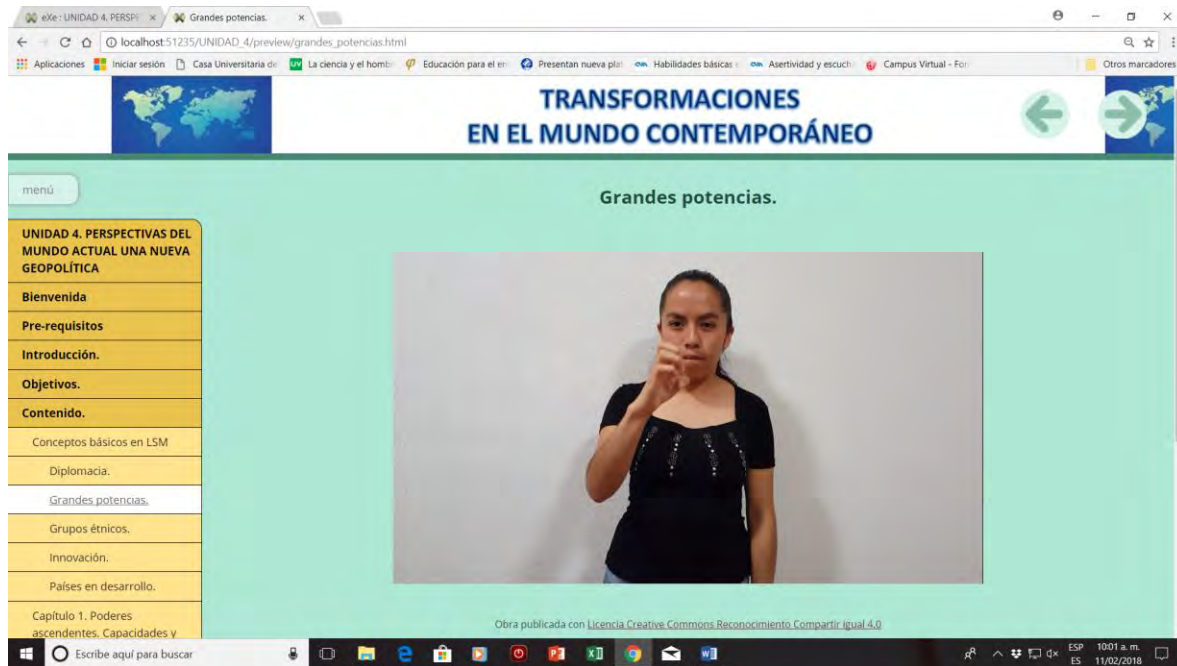 eXe : UNIDAD 4. PERSPE
Grandes potencias.
localhost:51235/UNIDAD_4/preview/grandes_potencias.html
Aplicaciones Iniciar sesión Casa Universitaria de La ciencia y el hombr Educación para el en Presentan nueva plat Habilidades básicas Asertividad y escuch Campus Virtual - For Otros marcadores
TRANSFORMACIONES
EN EL MUNDO CONTEMPORÁNEO
menú
Grandes potencias.
UNIDAD 4. PERSPECTIVAS DEL
MUNDO ACTUAL UNA NUEVA
GEOPOLÍTICA
Bienvenida
Pre-requisitos
Introducción.
Objetivos.
Contenido.
Conceptos básicos en LSM
Diplomacia.
Grandes potencias.
Grupos étnicos.
Innovación.
Países en desarrollo.
Capítulo 1. Poderes
ascendentes. Capacidades y
Obra publicada con Licencia Creative Commons Reconocimiento Compartir igual 4.0
Escribe aquí para buscar
ESP 10:01 a. m.
ES 11/02/2018